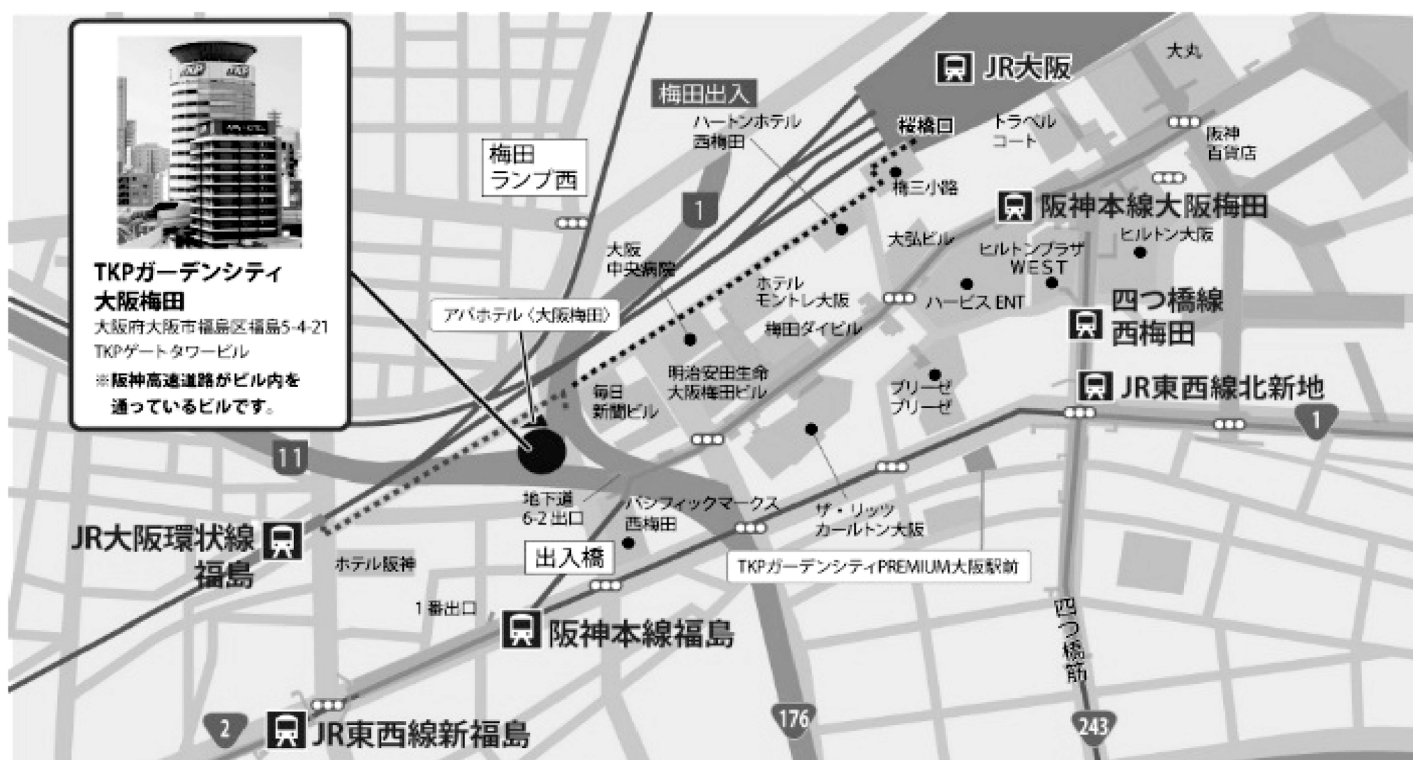 TKP
TKP
TKPガーデンシティ
大阪梅田
大阪府大阪市福島区福島5-4-21
TKPゲートタワービル
※阪神高速道路がビル内を
通っているビルです。
梅田
ランプ西
梅田出入
ハートンホテル
西梅田
JR大阪
桜橋口
大丸
トラベル
コート
阪神
百貨店
梅三小路
阪神本線大阪梅田
1
大阪
中央病院
大弘ビル
ヒルトンプラザ
WEST
ヒルトン大阪
アパホテル〈大阪梅田〉
ホテル
モントレ大阪
ハービス ENT
梅田ダイビル
四つ橋線
西梅田
毎日
新聞ビル
明治安田生命
大阪梅田ビル
ブリーゼ
ブリーゼ
JR東西線北新地
1
11
地下道
6-2 出口
パシフィックマークス
西梅田
ザ・リッツ
カールトン大阪
JR大阪環状線
福島
ホテル阪神
出入橋
TKPガーデンシティPREMIUM大阪駅前
1番出口
阪神本線福島
四つ橋筋
2
JR東西線新福島
176
243